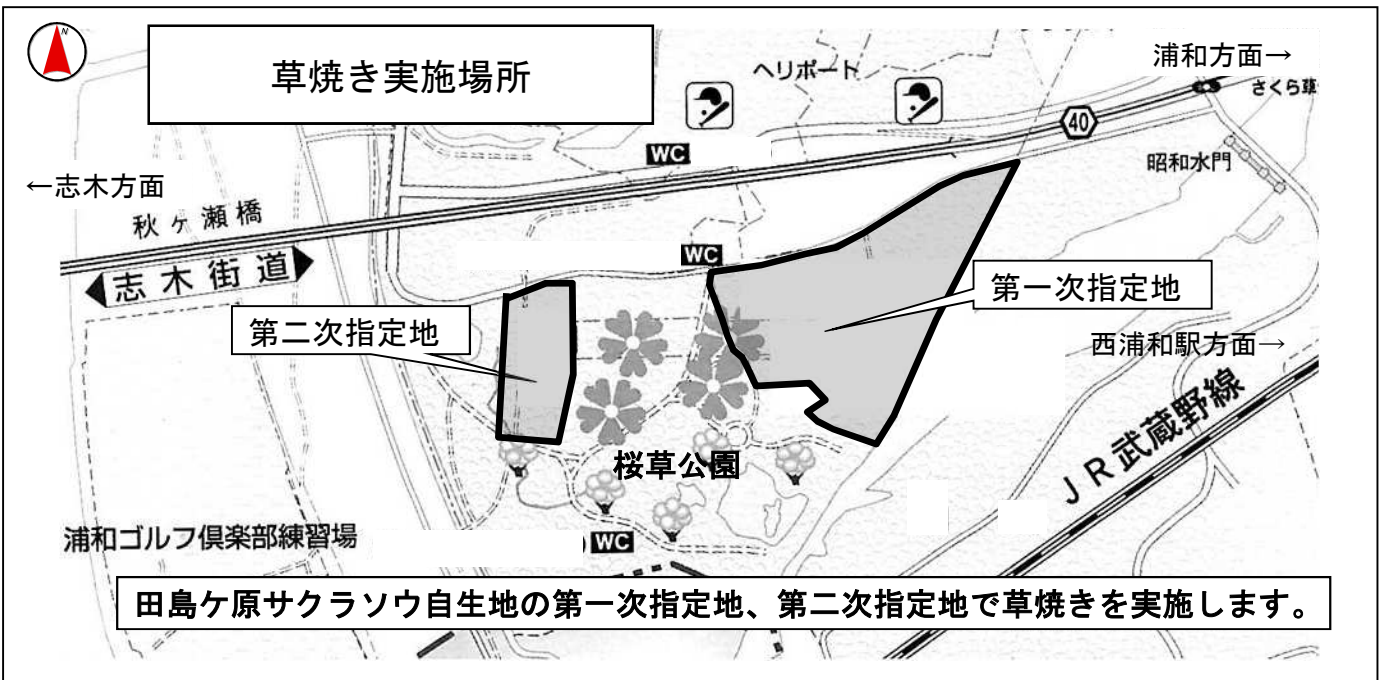 N
草焼き実施場所
ヘリポート
浦和方面→
さくら草
40
WC
昭和水門
←志木方面
秋ヶ瀬橋
志木街道
WC
第一次指定地
第二次指定地
西浦和駅方面→
JR武蔵野線
桜草公園
浦和ゴルフ倶楽部練習場
WC
田島ケ原サクラソウ自生地の第一次指定地、第二次指定地で草焼きを実施します。